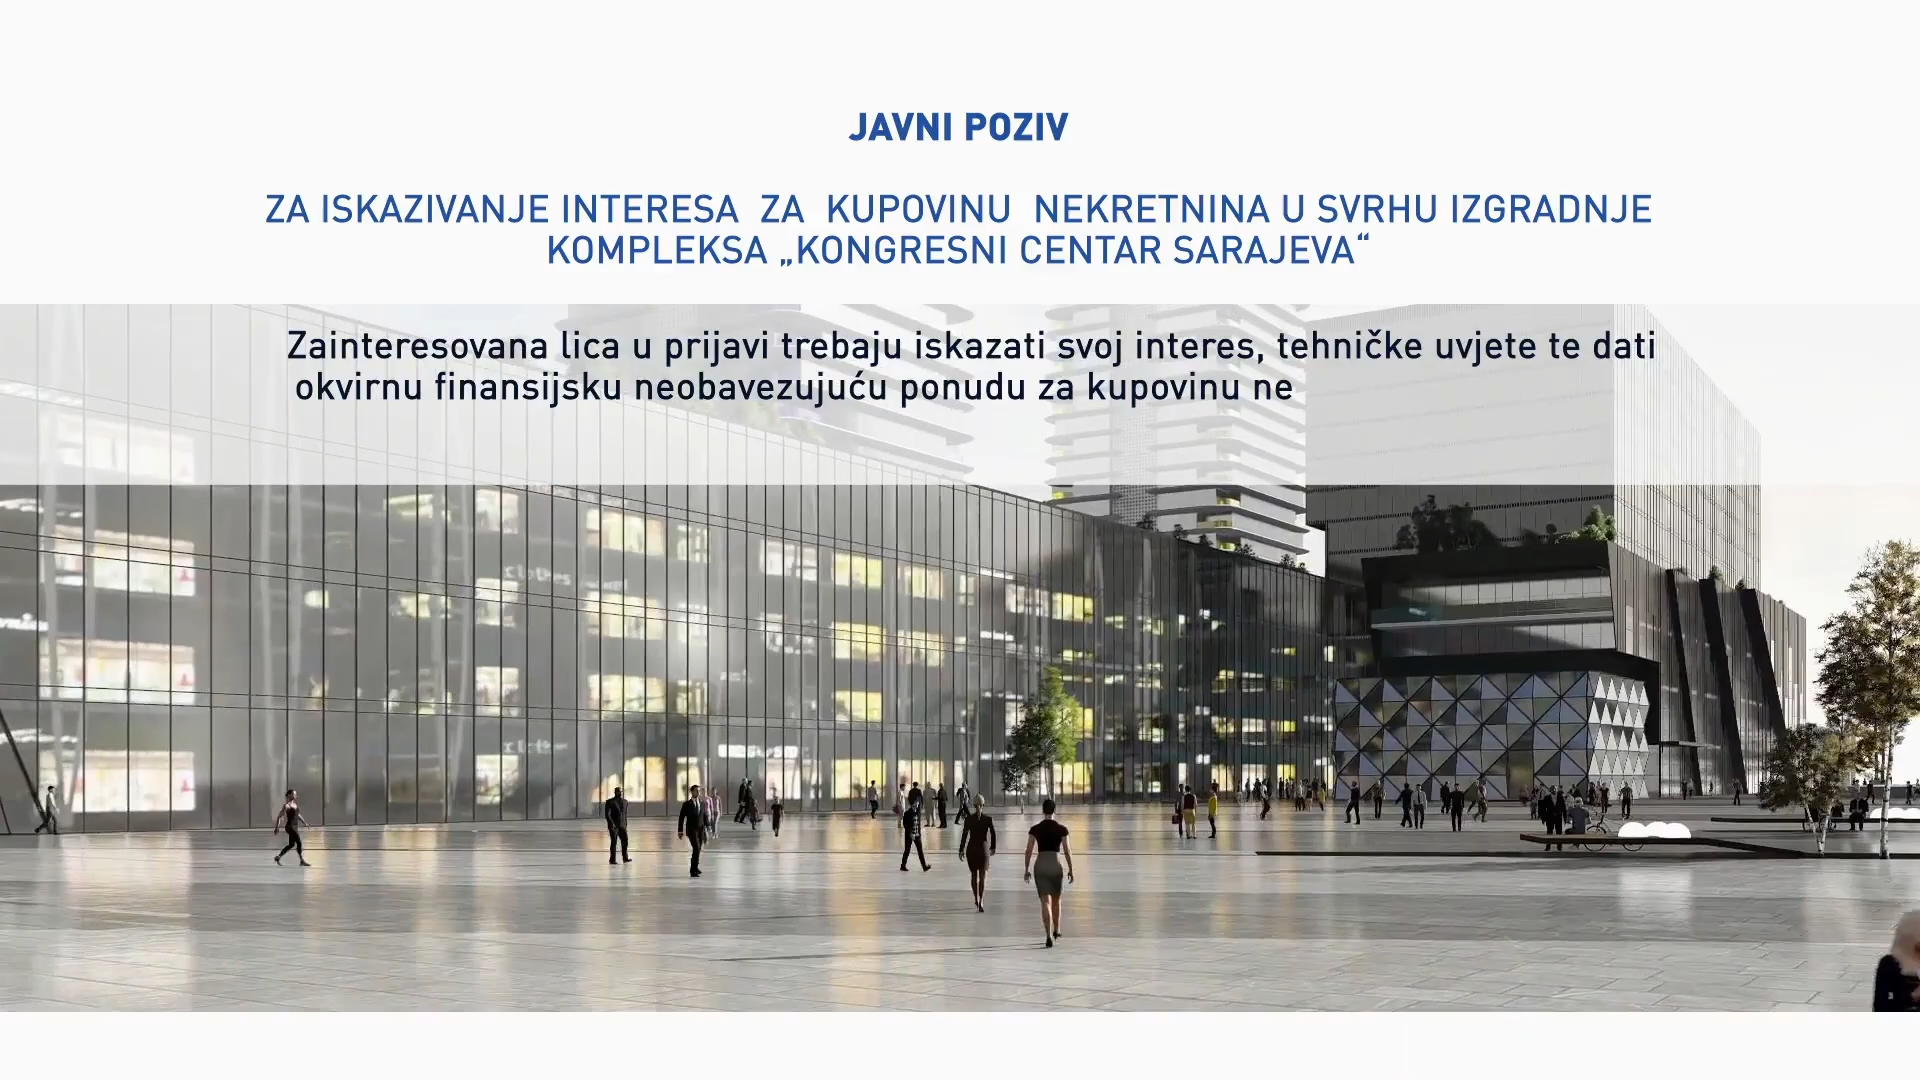 JAVNI POZIV
ZA ISKAZIVANJE INTERESA ZA KUPOVINU NEKRETNINA U SVRHU IZGRADNJE
KOMPLEKSA „KONGRESNI CENTAR SARAJEVA“
Zainteresovana lica u prijavi trebaju iskazati svoj interes, tehničke uvjete te dati
okvirnu finansijsku neobavezujuću ponudu za kupovinu ne